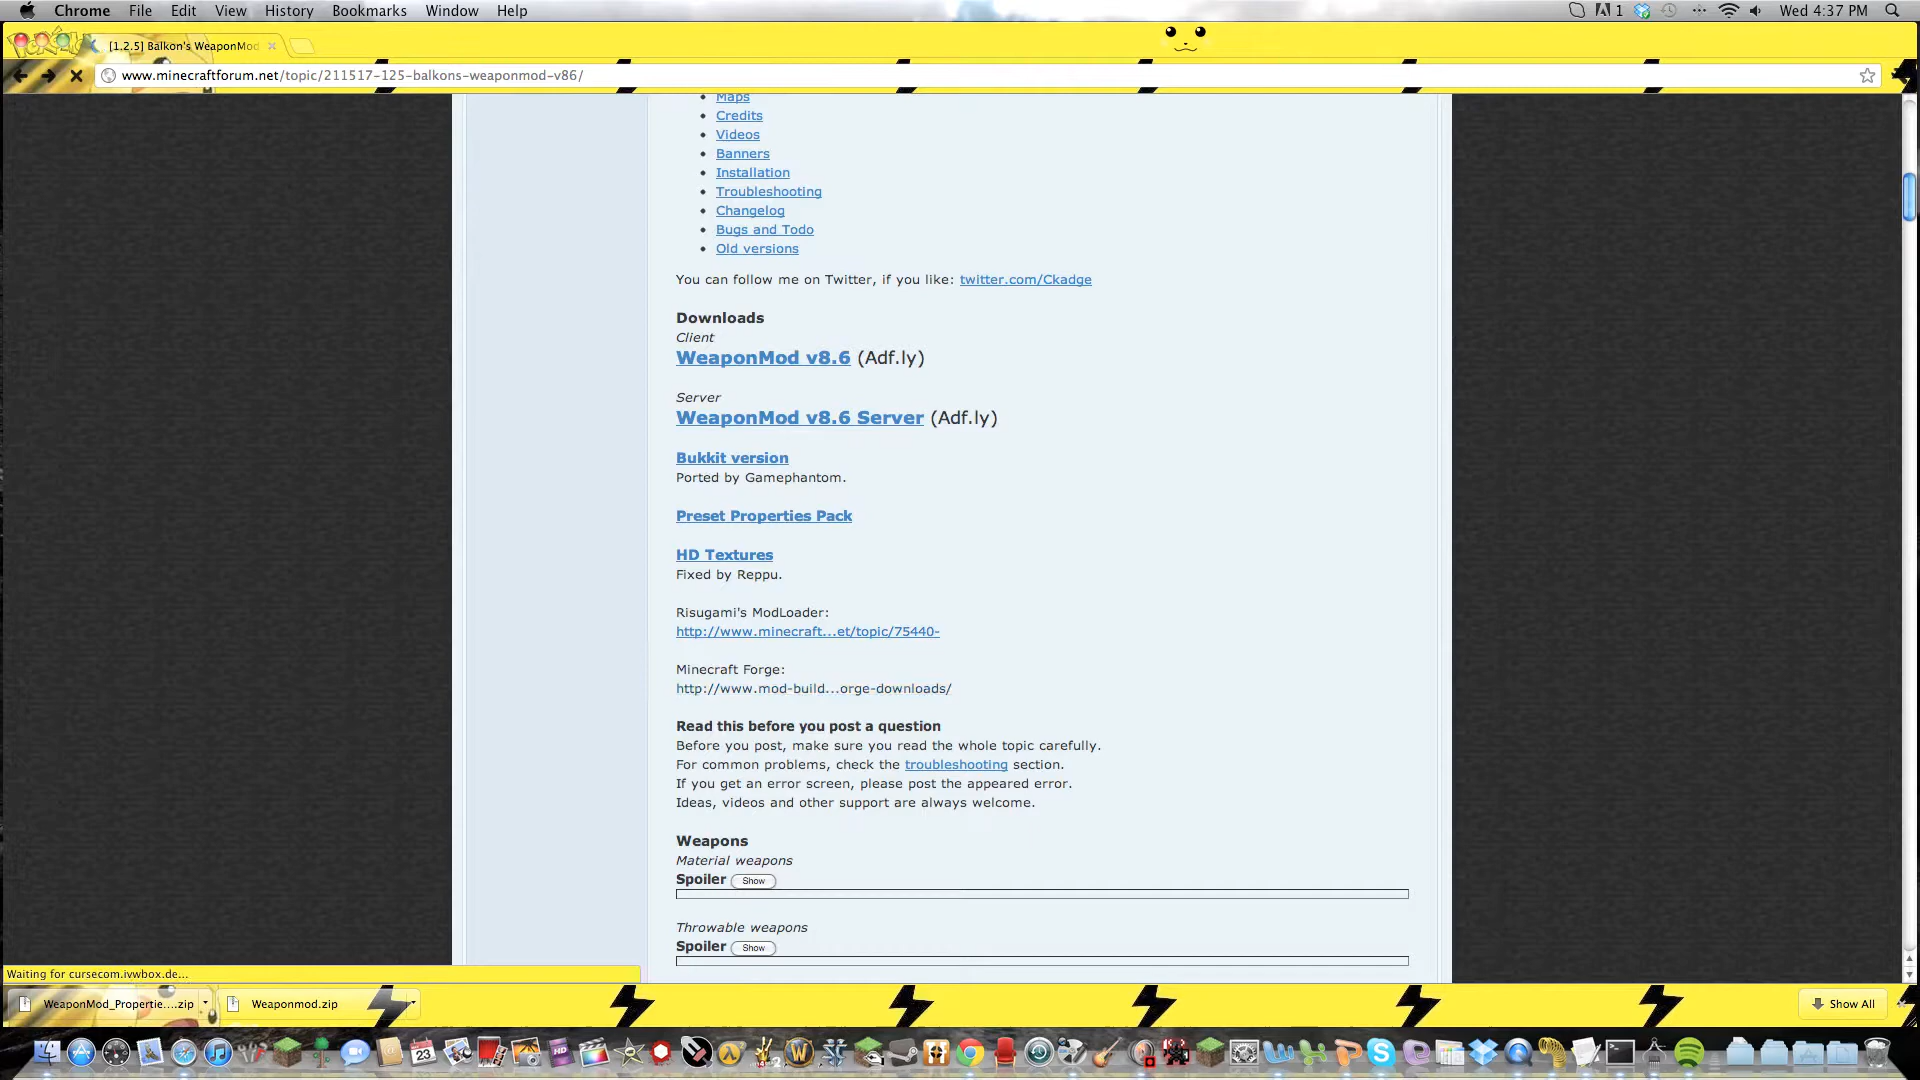 Chrome File Edit View History Bookmarks Window Help
1 Wed 4:37 PM
[1.2.5] Balkon's WeaponMod
www.minecraftforum.net/topic/211517-125-balkons-weaponmod-v86/
Maps
Credits
Videos
Banners
Installation
Troubleshooting
Changelog
Bugs and Todo
Old versions
You can follow me on Twitter, if you like: twitter.com/Ckadge
Downloads
Client
WeaponMod v8.6 (Adf.ly)
Server
WeaponMod v8.6 Server (Adf.ly)
Bukkit version
Ported by Gamephantom.
Preset Properties Pack
HD Textures
Fixed by Reppu.
Risugami's ModLoader:
http://www.minecraft...et/topic/75440-
Minecraft Forge:
http://www.mod-build...orge-downloads/
Read this before you post a question
Before you post, make sure you read the whole topic carefully.
For common problems, check the troubleshooting section.
If you get an error screen, please post the appeared error.
Ideas, videos and other support are always welcome.
Weapons
Material weapons
Spoiler Show
Throwable weapons
Spoiler Show
Waiting for cursecom.ivwbox.de...
WeaponMod_Propertie....zip Weaponmod.zip Show All
23 HD